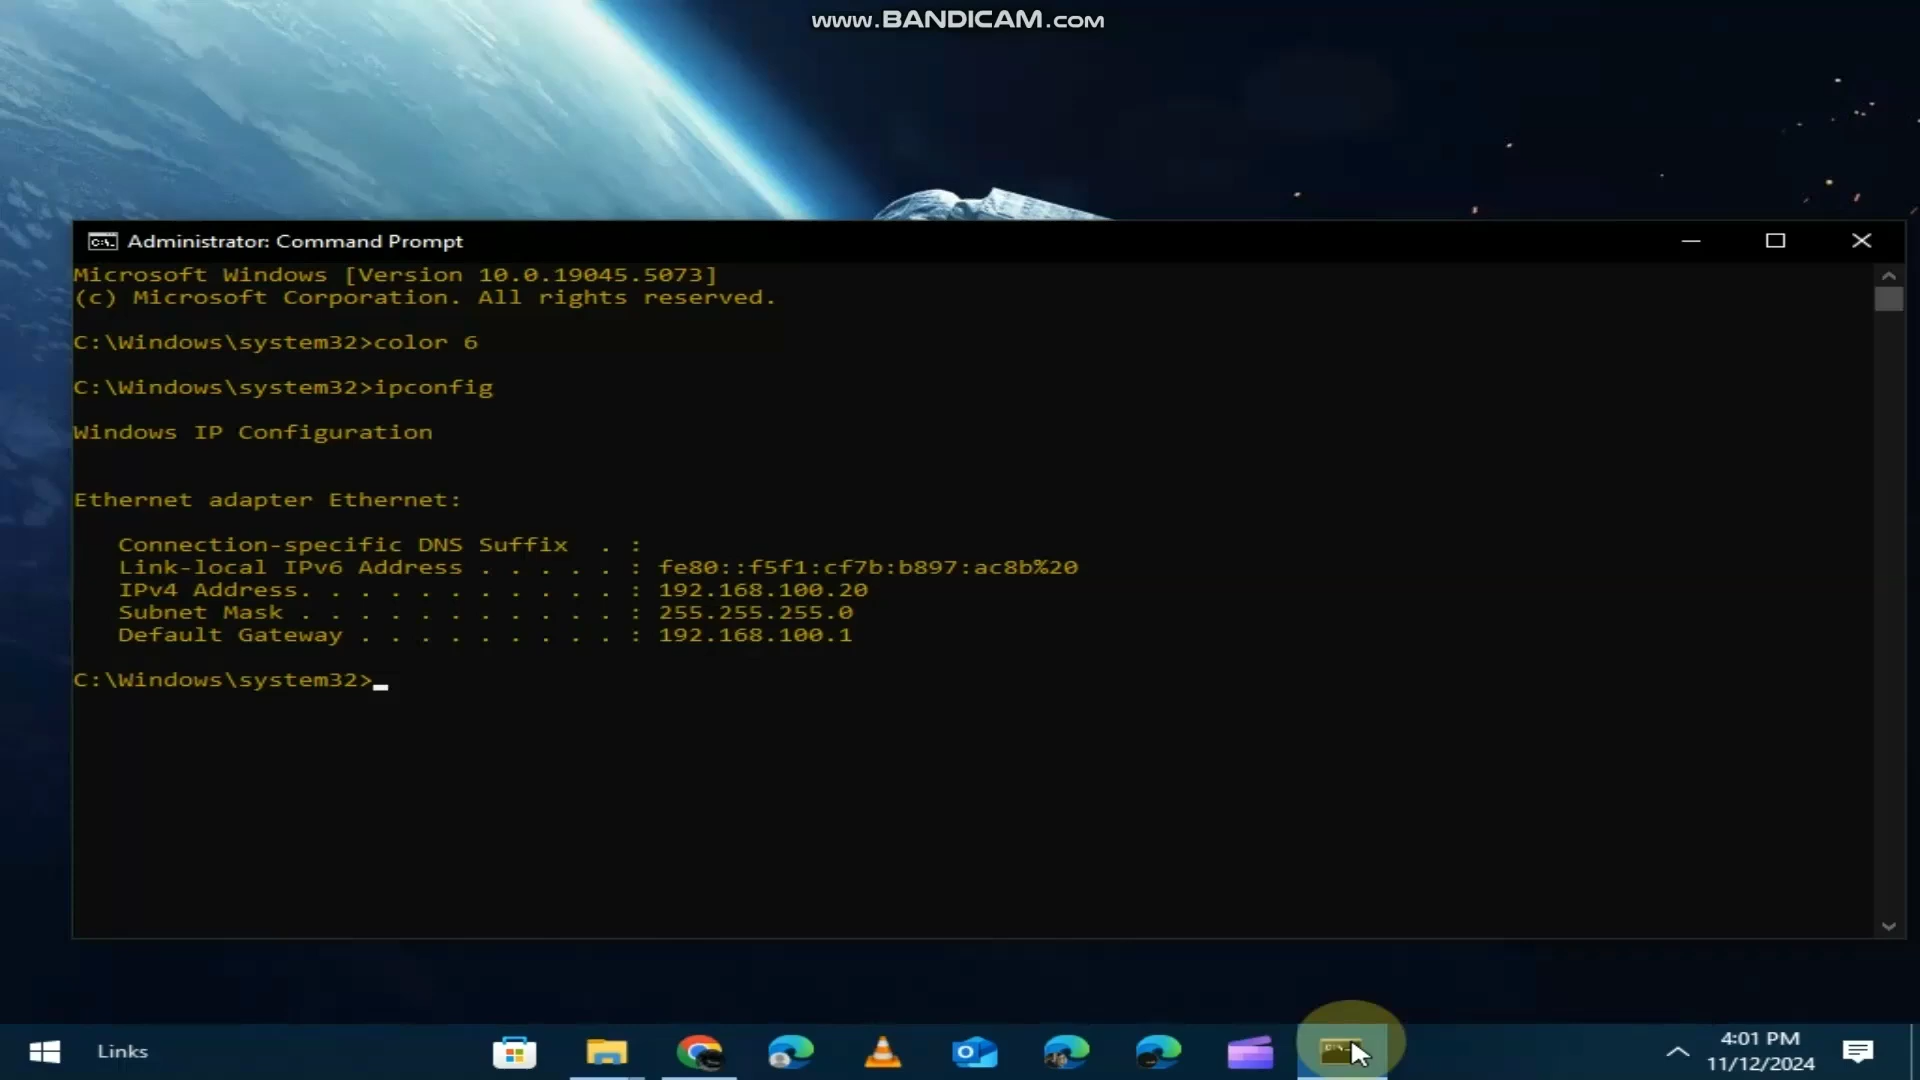 www.BANDICAM.com
Administrator: Command Prompt
Microsoft Windows [Version 10.0.19045.5073]
(c) Microsoft Corporation. All rights reserved.
C:\Windows\system32>color 6
C:\Windows\system32>ipconfig
Windows IP Configuration
Ethernet adapter Ethernet:
Connection-specific DNS Suffix  . :
Link-local IPv6 Address . . . . . : fe80::f5f1:cf7b:b897:ac8b%20
IPv4 Address. . . . . . . . . . . : 192.168.100.20
Subnet Mask . . . . . . . . . . . : 255.255.255.0
Default Gateway . . . . . . . . . : 192.168.100.1
C:\Windows\system32>
Links
4:01 PM
11/12/2024